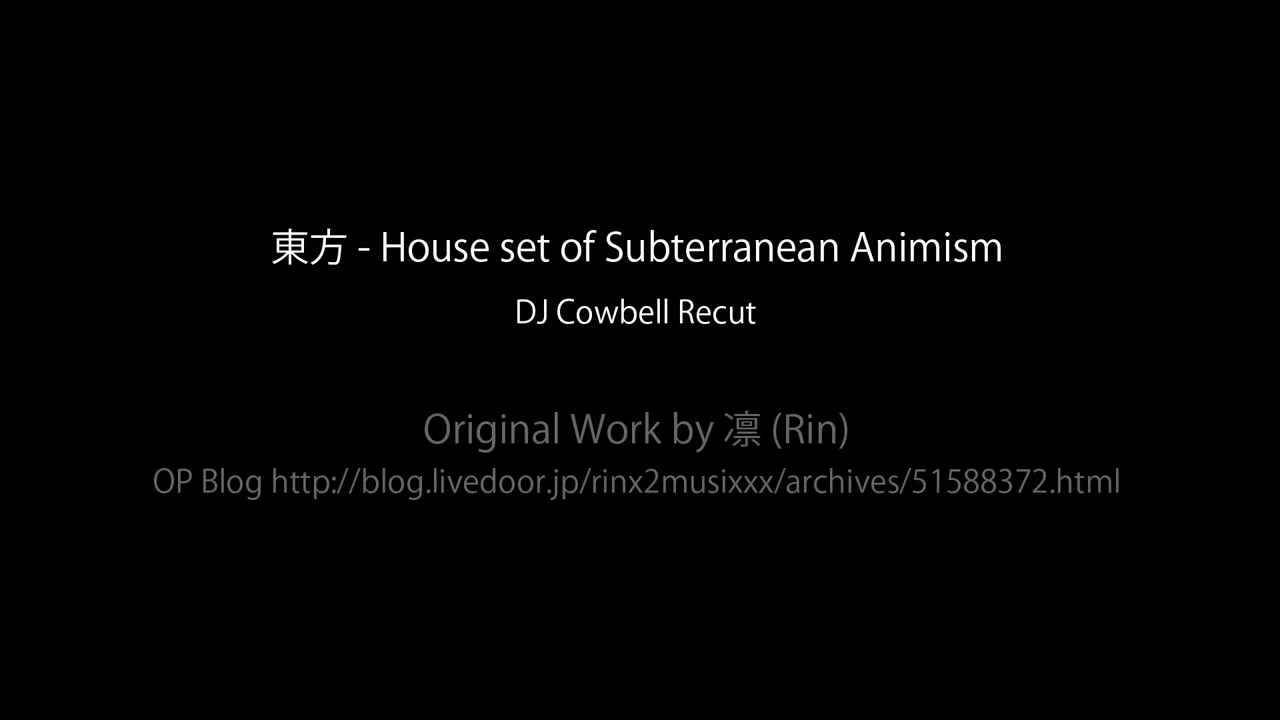 東方 - House set of Subterranean Animism
DJ Cowbell Recut
Original Work by 凛 (Rin)
OP Blog http://blog.livedoor.jp/rinx2musixxx/archives/51588372.html